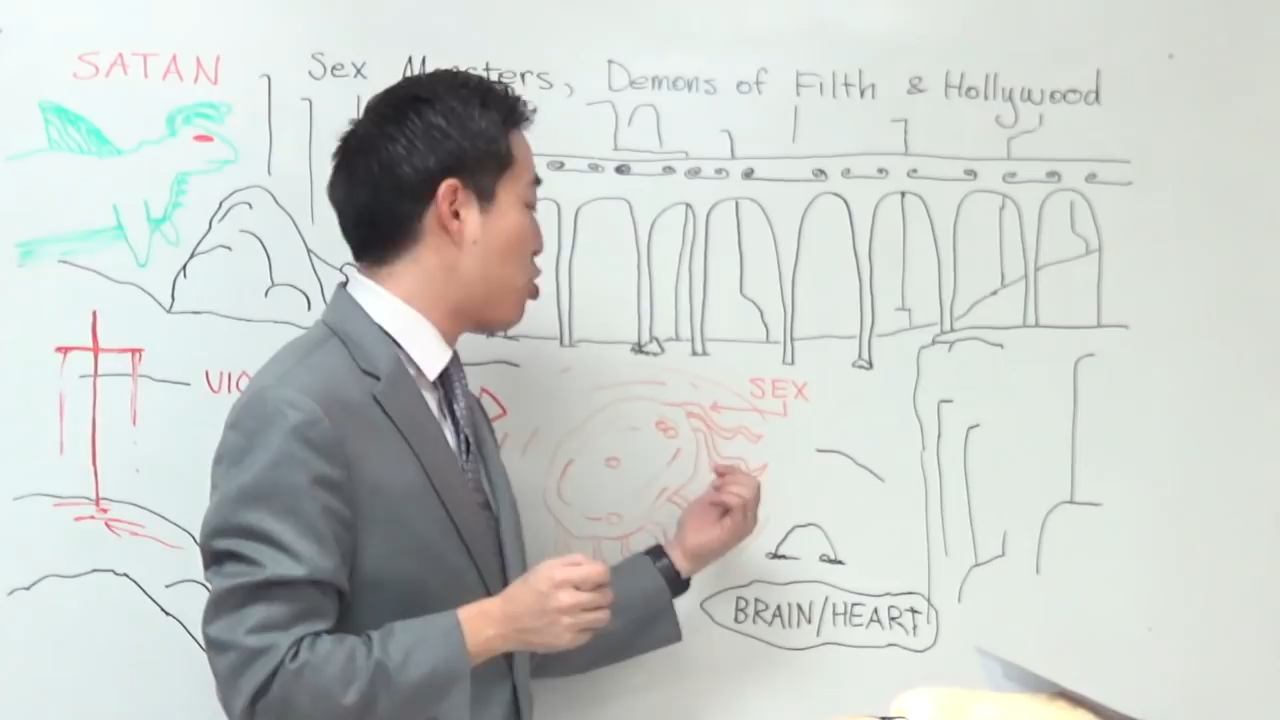 SATAN
Sex Monsters, Demons of Filth & Hollywood
SEX
BRAIN/HEART